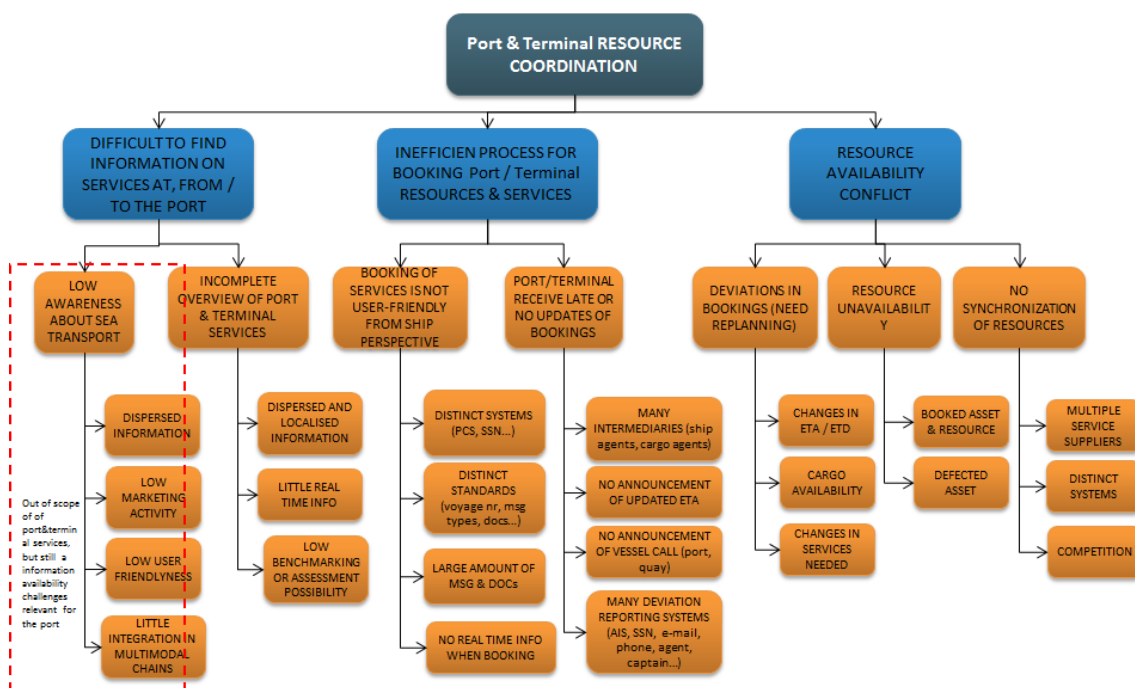 Port & Terminal RESOURCE
COORDINATION
DIFFICULT TO FIND
INFORMATION ON
SERVICES AT, FROM /
TO THE PORT
INEFFICIEN PROCESS FOR
BOOKING Port / Terminal
RESOURCES & SERVICES
RESOURCE
AVAILABILITY
CONFLICT
LOW
AWARENESS
ABOUT SEA
TRANSPORT
INCOMPLETE
OVERVIEW OF PORT
& TERMINAL
SERVICES
BOOKING OF
SERVICES IS NOT
USER-FRIENDLY
FROM SHIP
PERSPECTIVE
PORT/TERMINAL
RECEIVE LATE OR
NO UPDATES OF
BOOKINGS
DEVIATIONS IN
BOOKINGS (NEED
REPLANNING)
RESOURCE
UNAVAILABILIT
Y
NO
SYNCHRONIZATION
OF RESOURCES
DISPERSED
INFORMATION
LOW
MARKETING
ACTIVITY
LOW USER
FRIENDLYNESS
LITTLE
INTEGRATION IN
MULTIMODAL
CHAINS
Out of scope
of of
port&termin
al services,
but still a
information
availability
challenges
relevant for
the port
DISPERSED AND
LOCALISED
INFORMATION
LITTLE REAL
TIME INFO
LOW
BENCHMARKING
OR ASSESSMENT
POSSIBILITY
DISTINCT SYSTEMS
(PCS, SSN...)
DISTINCT
STANDARDS
(voyage nr, msg
types, docs...)
LARGE AMOUNT OF
MSG & DOCs
NO REAL TIME INFO
WHEN BOOKING
MANY
INTERMEDIARIES (ship
agents, cargo agents)
NO ANNOUNCEMENT
OF UPDATED ETA
NO ANNOUNCEMENT
OF VESSEL CALL (port,
quay)
MANY DEVIATION
REPORTING SYSTEMS
(AIS, SSN, e-mail,
phone, agent,
captain...)
CHANGES IN
ETA / ETD
CARGO
AVAILABILITY
CHANGES IN
SERVICES
NEEDED
BOOKED ASSET
& RESOURCE
DEFECTED
ASSET
MULTIPLE
SERVICE
SUPPLIERS
DISTINCT
SYSTEMS
COMPETITION